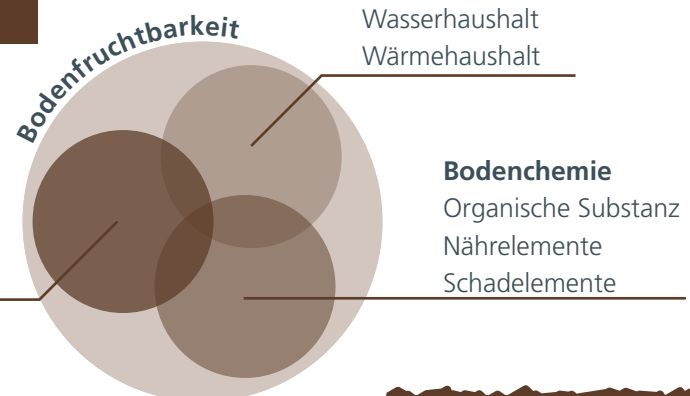 Bodenfruchtbarkeit
Wasserhaushalt
Wärmehaushalt
Bodenchemie
Organische Substanz
Nährelemente
Schadelemente